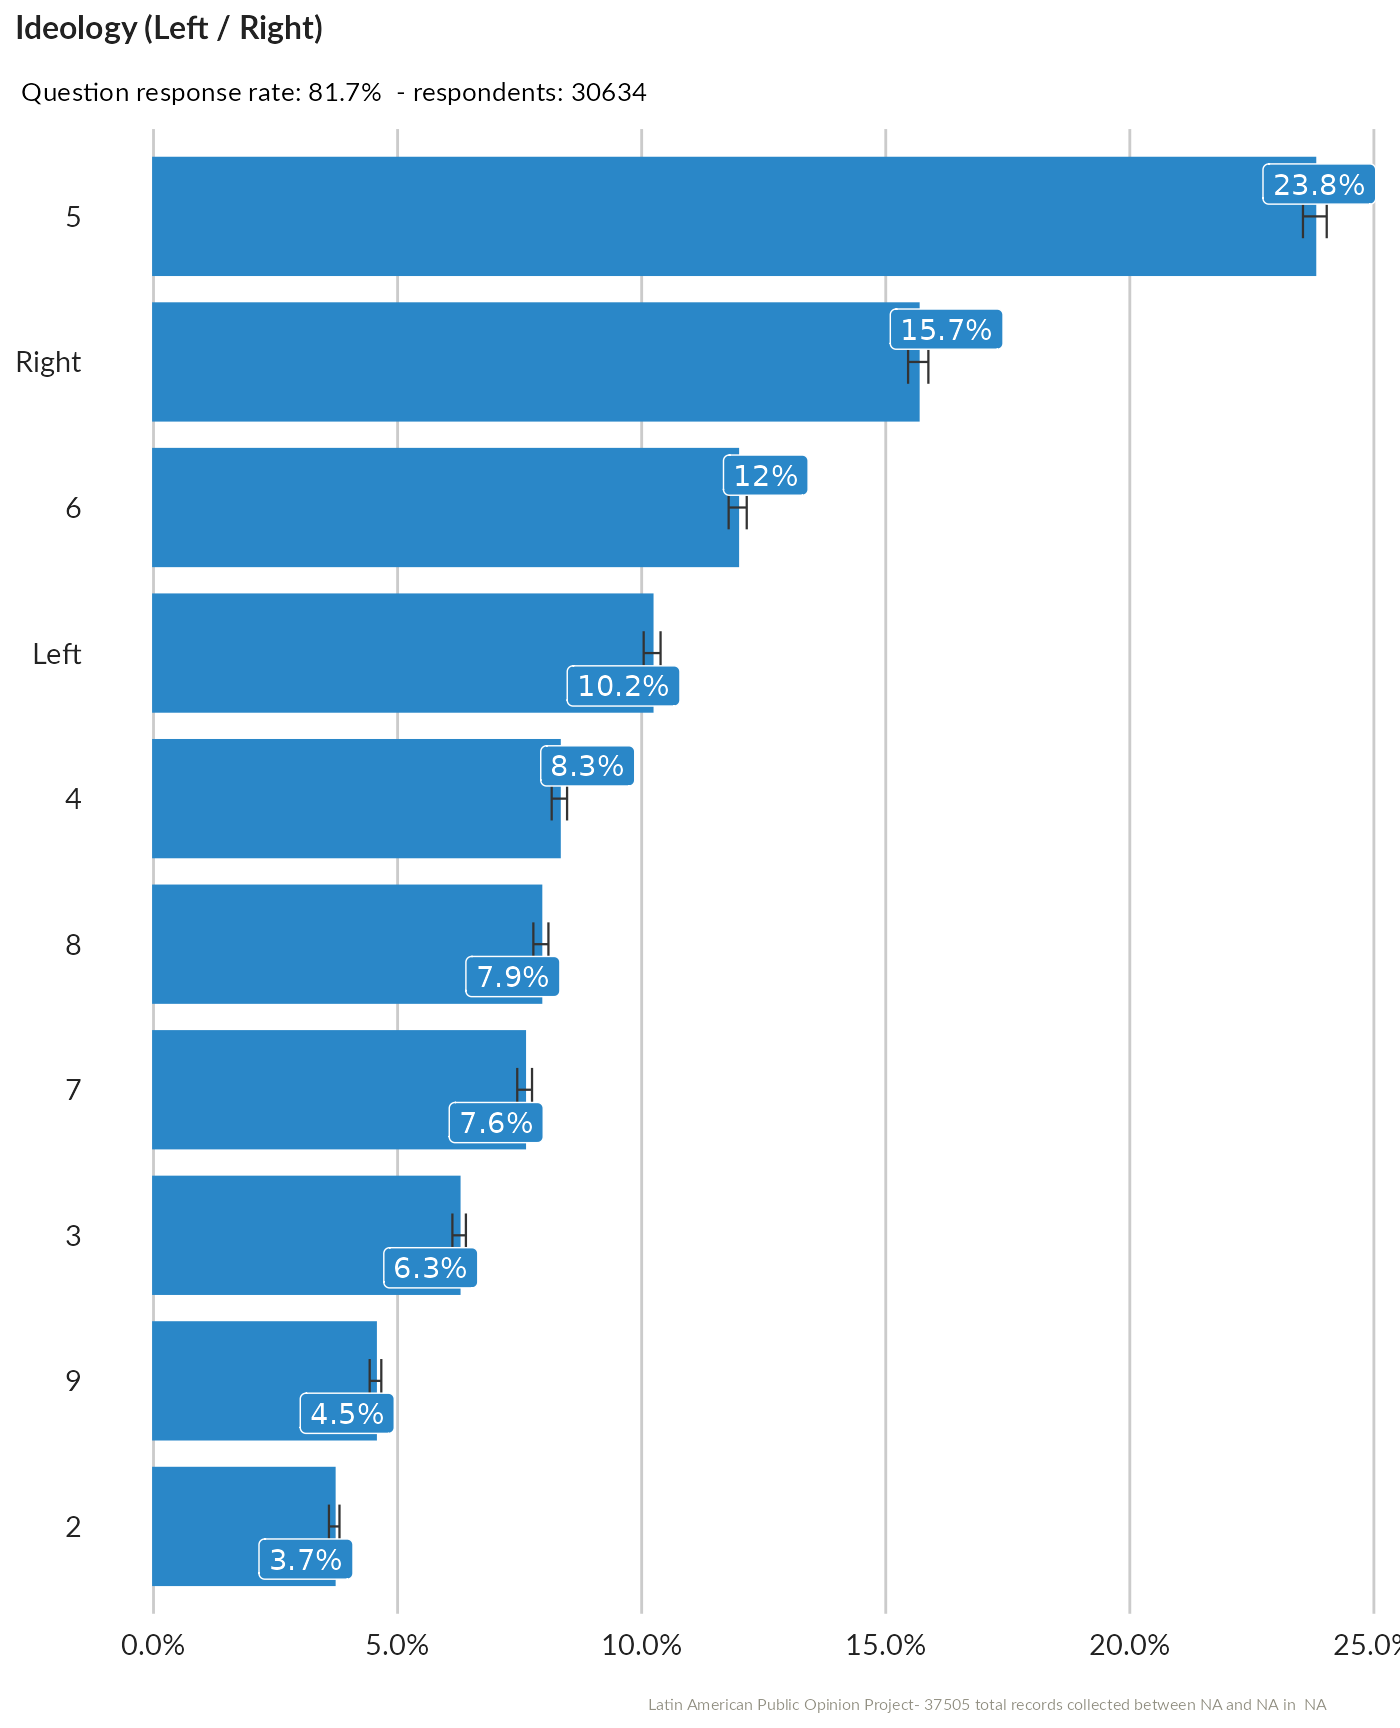 Ideology (Left / Right)
Question response rate: 81.7% - respondents: 30634
5 23.8%
Right 15.7%
6 12%
Left 10.2%
4 8.3%
8 7.9%
7 7.6%
3 6.3%
9 4.5%
2 3.7%
0.0% 5.0% 10.0% 15.0% 20.0% 25.0%
Latin American Public Opinion Project- 37505 total records collected between NA and NA in NA